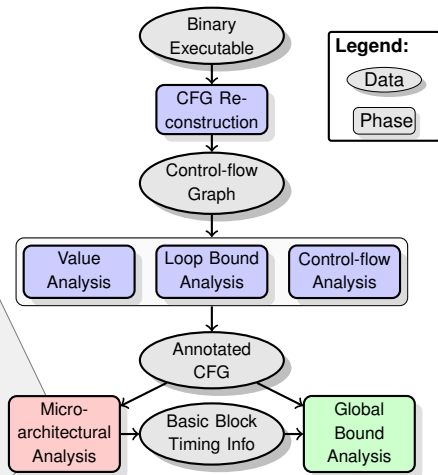 Binary
Executable
Legend:
Data
Phase
CFG Re-
construction
Control-flow
Graph
Value
Analysis
Loop Bound
Analysis
Control-flow
Analysis
Annotated
CFG
Micro-
architectural
Analysis
Basic Block
Timing Info
Global
Bound
Analysis